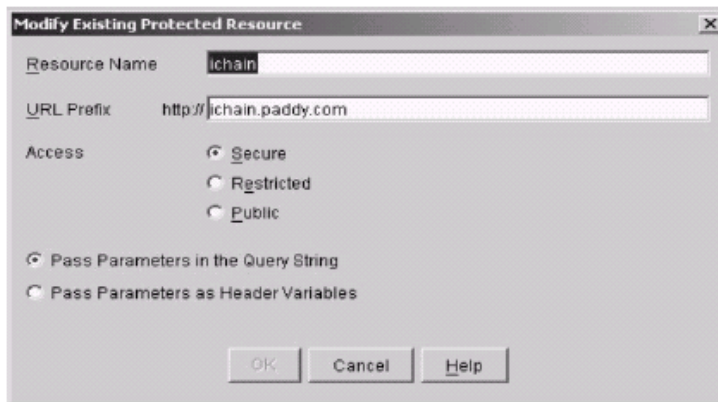 Modify Existing Protected Resource
Resource Name ichain
URL Prefix http:// ichain.paddy.com
Access Secure
Restricted
Public
Pass Parameters in the Query String
Pass Parameters as Header Variables
OK Cancel Help